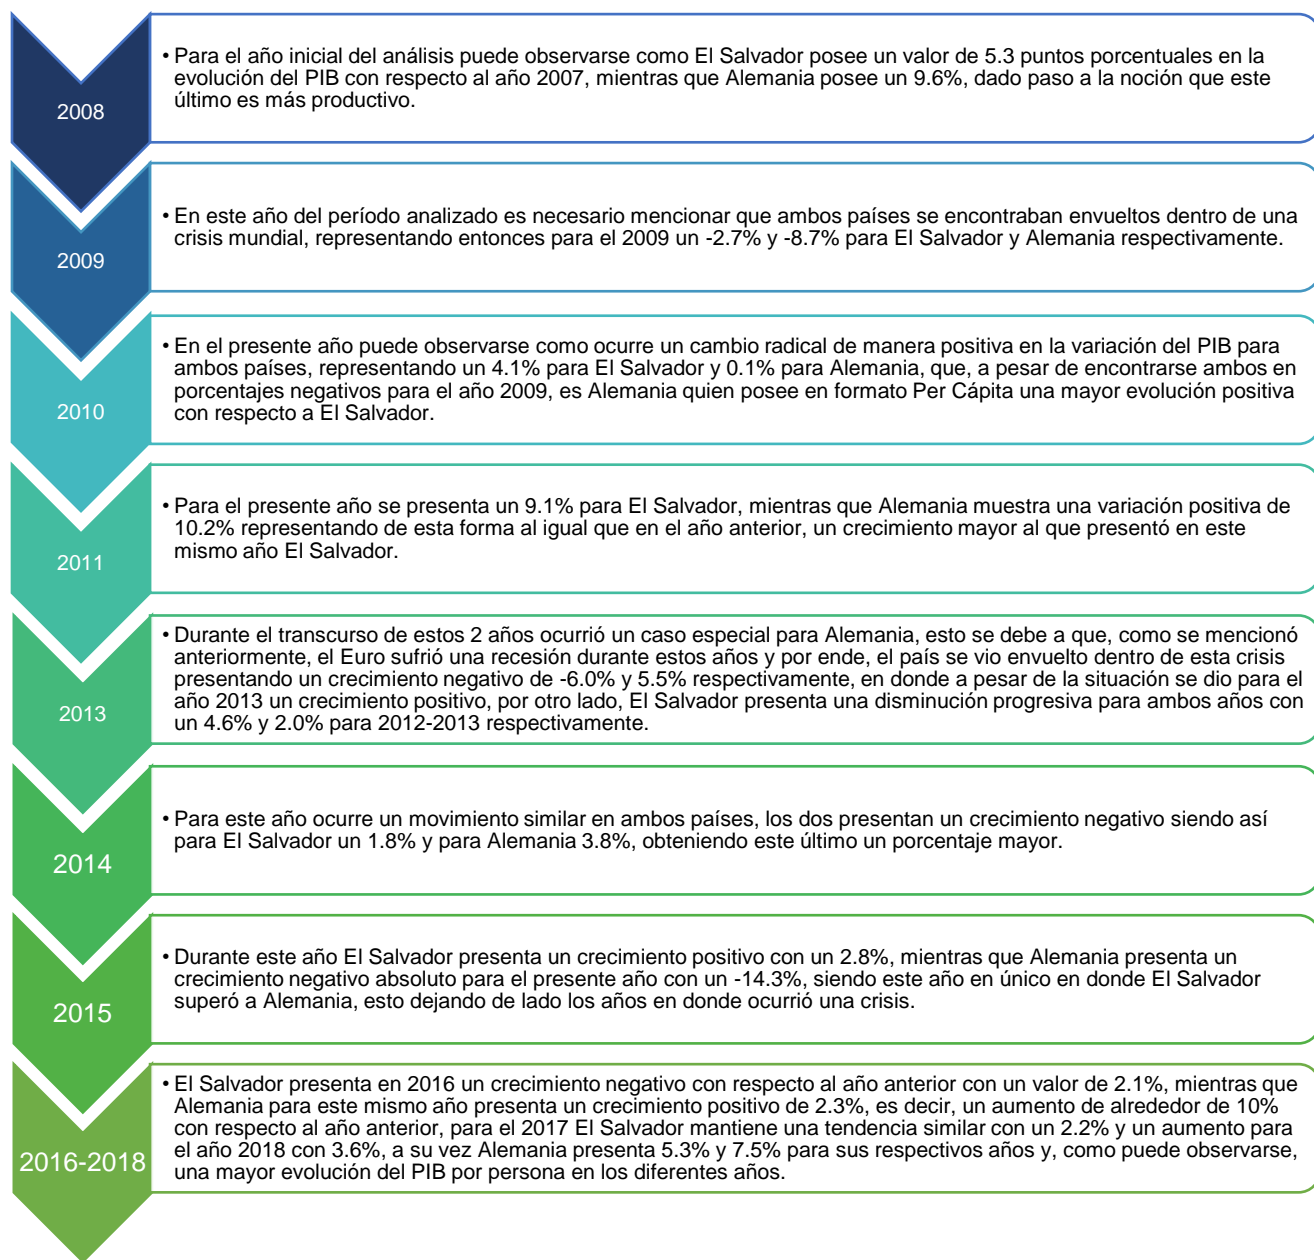 2008
• Para el año inicial del análisis puede observarse como El Salvador posee un valor de 5.3 puntos porcentuales en la
evolución del PIB con respecto al año 2007, mientras que Alemania posee un 9.6%, dado paso a la noción que este
último es más productivo.
2009
• En este año del período analizado es necesario mencionar que ambos países se encontraban envueltos dentro de una
crisis mundial, representando entonces para el 2009 un -2.7% y -8.7% para El Salvador y Alemania respectivamente.
2010
• En el presente año puede observarse como ocurre un cambio radical de manera positiva en la variación del PIB para
ambos países, representando un 4.1% para El Salvador y 0.1% para Alemania, que, a pesar de encontrarse ambos en
porcentajes negativos para el año 2009, es Alemania quien posee en formato Per Cápita una mayor evolución positiva
con respecto a El Salvador.
2011
• Para el presente año se presenta un 9.1% para El Salvador, mientras que Alemania muestra una variación positiva de
10.2% representando de esta forma al igual que en el año anterior, un crecimiento mayor al que presentó en este
mismo año El Salvador.
2013
• Durante el transcurso de estos 2 años ocurrió un caso especial para Alemania, esto se debe a que, como se mencionó
anteriormente, el Euro sufrió una recesión durante estos años y por ende, el país se vio envuelto dentro de esta crisis
presentando un crecimiento negativo de -6.0% y 5.5% respectivamente, en donde a pesar de la situación se dio para el
año 2013 un crecimiento positivo, por otro lado, El Salvador presenta una disminución progresiva para ambos años con
un 4.6% y 2.0% para 2012-2013 respectivamente.
2014
• Para este año ocurre un movimiento similar en ambos países, los dos presentan un crecimiento negativo siendo así
para El Salvador un 1.8% y para Alemania 3.8%, obteniendo este último un porcentaje mayor.
2015
• Durante este año El Salvador presenta un crecimiento positivo con un 2.8%, mientras que Alemania presenta un
crecimiento negativo absoluto para el presente año con un -14.3%, siendo este año en único en donde El Salvador
superó a Alemania, esto dejando de lado los años en donde ocurrió una crisis.
2016-2018
• El Salvador presenta en 2016 un crecimiento negativo con respecto al año anterior con un valor de 2.1%, mientras que
Alemania para este mismo año presenta un crecimiento positivo de 2.3%, es decir, un aumento de alrededor de 10%
con respecto al año anterior, para el 2017 El Salvador mantiene una tendencia similar con un 2.2% y un aumento para
el año 2018 con 3.6%, a su vez Alemania presenta 5.3% y 7.5% para sus respectivos años y, como puede observarse,
una mayor evolución del PIB por persona en los diferentes años.